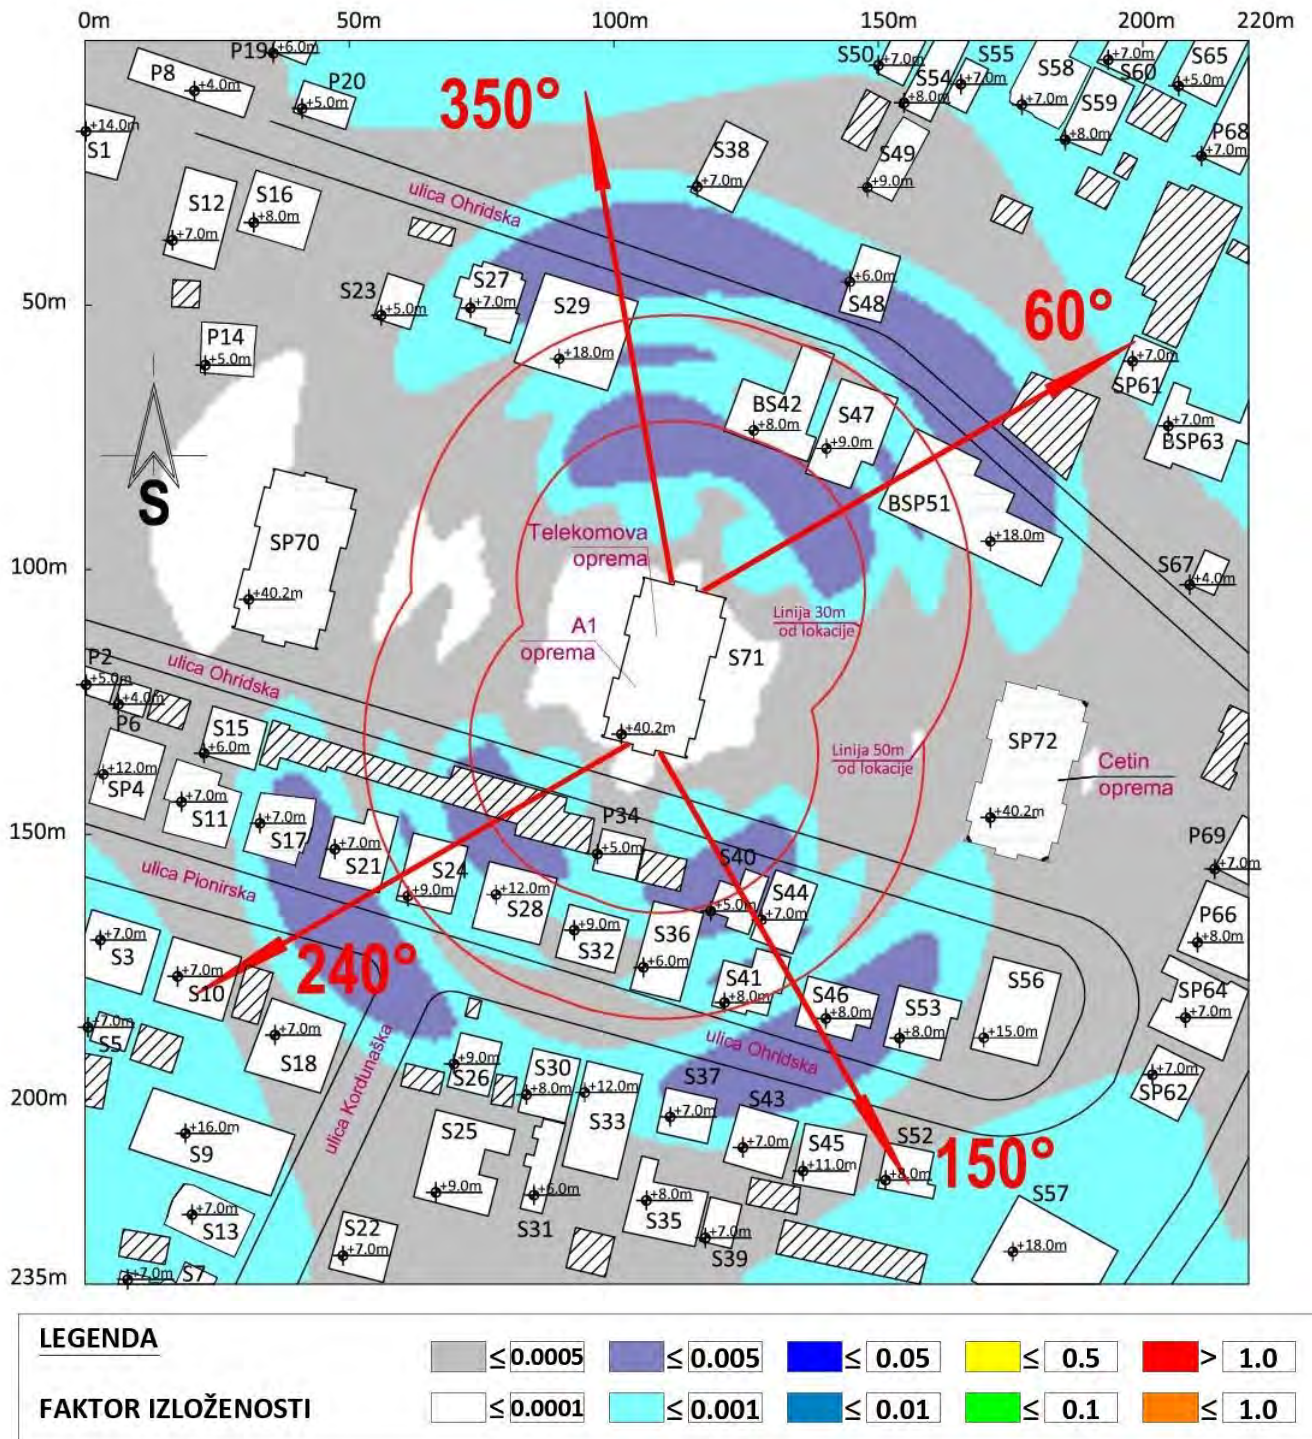 0m 50m 100m 150m 200m 220m
P19 +6.0m S50 +7.0m S55 +7.0m S65
P8 +4.0m P20 +5.0m 350° S54 +8.0m +7.0m S58 +7.0m S60 S59 +5.0m
+14.0m S1 S38 +7.0m S49 +9.0m +8.0m P68 +7.0m
ulica Ohridska
S12 +7.0m S16 +8.0m
S23 +5.0m S27 +7.0m S29 +18.0m +6.0m S48 60°
50m
P14 +5.0m +7.0m SP61
BS42 +8.0m S47 +9.0m +7.0m BSP63
S
SP70 +40.2m BSP51 +18.0m
Telekomova
oprema
100m
S67 +4.0m
A1
oprema
Linija 30m
od lokacije
S71 +40.2m
P2 +5.0m
ulica Ohridska
+4.0m P6
S15 +6.0m
SP72 +40.2m
Linija 50m
od lokacije
Cetin
oprema
+12.0m SP4
+7.0m S11
150m
+7.0m S17 +7.0m S21 P34 +5.0m P69 +7.0m
ulica Pionirska
S24 +9.0m +12.0m S28 S40 +5.0m S44 +7.0m
+7.0m S3 +7.0m S10 240° +9.0m S32 S36 +6.0m P66 +8.0m
S41 +8.0m S46 +8.0m S53 +8.0m S56 +15.0m SP64 +7.0m
+7.0m S5 +7.0m S18
ulica Kordunaška
ulica Ohridska
+9.0m S26 S30 +8.0m +12.0m S33 S37 +7.0m +7.0m SP62
200m
+16.0m S9 S25 +9.0m S43 +7.0m S45 +11.0m S52 +8.0m 150°
+7.0m S13 +6.0m S31 +8.0m S35 +7.0m S39 S57 +18.0m
S22 +7.0m
235m
+7.0m S7
LEGENDA
≤ 0.0005 ≤ 0.005 ≤ 0.05 ≤ 0.5 > 1.0
FAKTOR IZLOŽENOSTI
≤ 0.0001 ≤ 0.001 ≤ 0.01 ≤ 0.1 ≤ 1.0